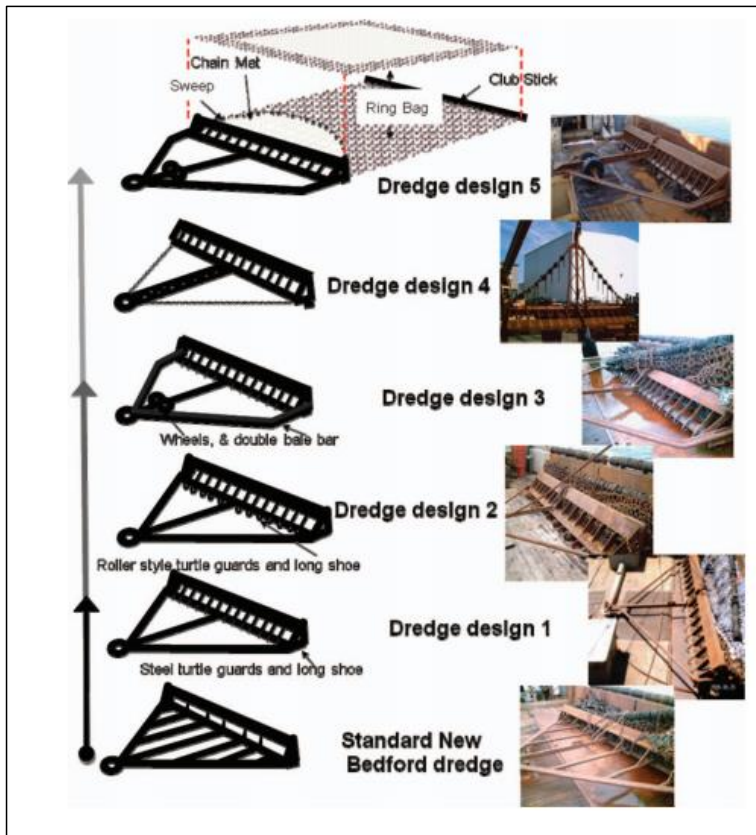 Chain Mat
Sweep
Club Stick
Ring Bag
Dredge design 5
Dredge design 4
Dredge design 3
Wheels, & double bale bar
Dredge design 2
Roller style turtle guards and long shoe
Dredge design 1
Steel turtle guards and long shoe
Standard New
Bedford dredge